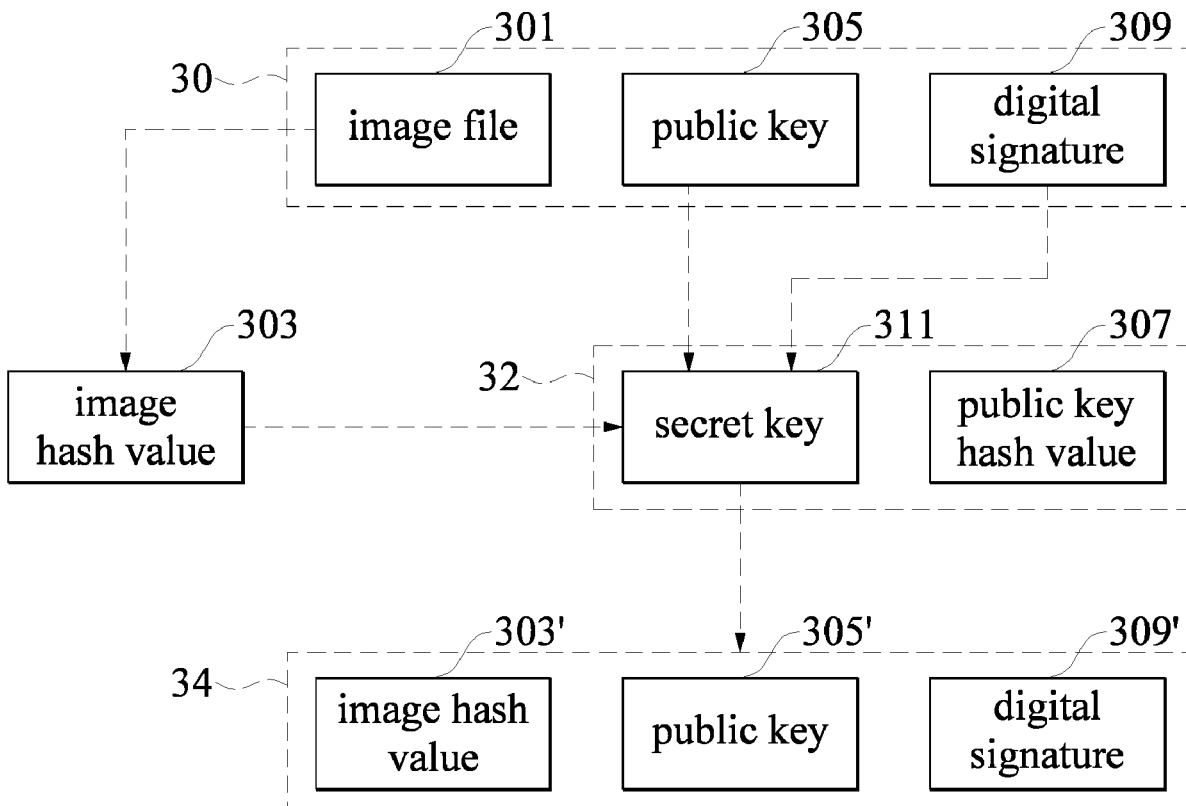 301
305
309
30
image file
public key
digital
signature
303
311
307
32
image
hash value
secret key
public key
hash value
303'
305'
309'
34
image hash
value
public key
digital
signature